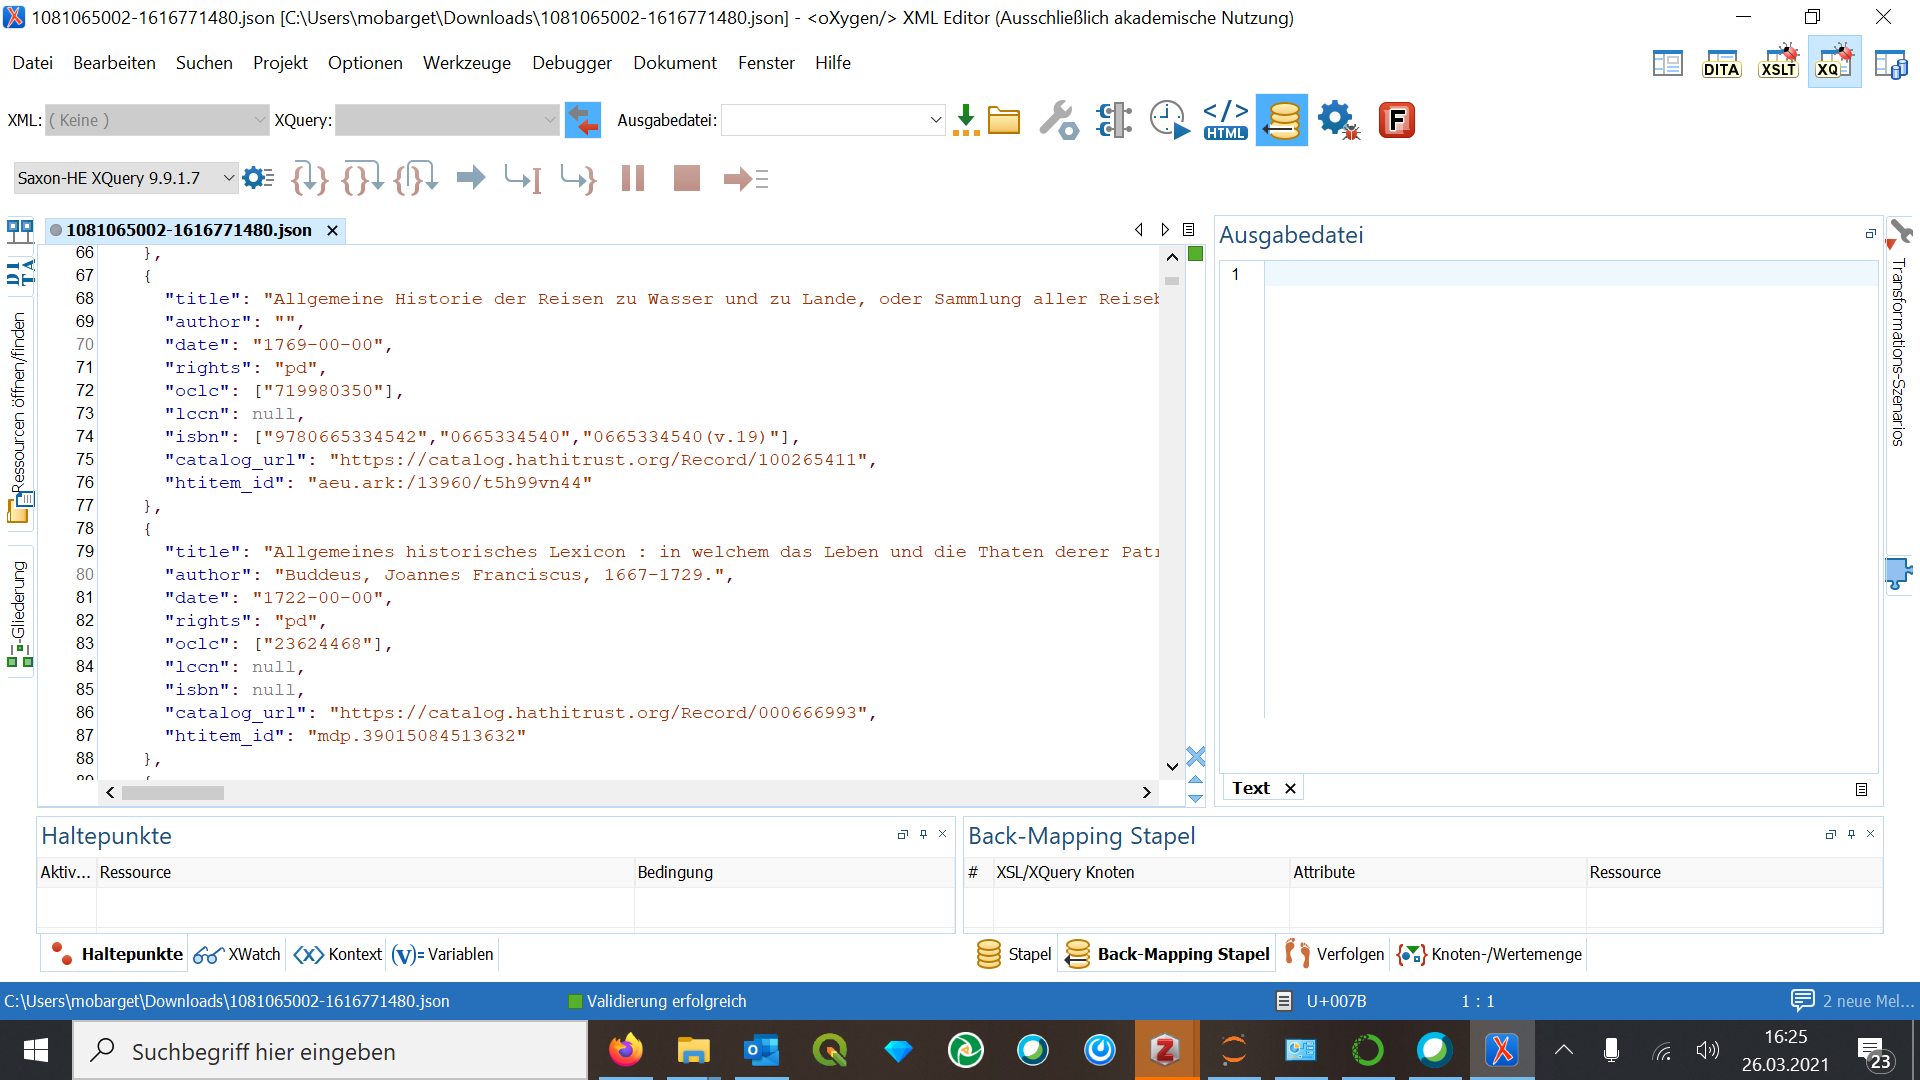 1081065002-1616771480.json [C:\Users\mobarget\Downloads\1081065002-1616771480.json] - <oXygen/> XML Editor (Ausschließlich akademische Nutzung)
Datei Bearbeiten Suchen Projekt Optionen Werkzeuge Debugger Dokument Fenster Hilfe
DITA XSLT XQ
XML: ( Keine ) XQuery: Ausgabedatei: HTML F
Saxon-HE XQuery 9.9.1.7
1081065002-1616771480.json
Ausgabedatei
1
DITA
Ressourcen öffnen/finden
Gliederung
Transformations-Szenarios
66 },
67 {
68 "title": "Allgemeine Historie der Reisen zu Wasser und zu Lande, oder Sammlung aller Reiseb
69 "author": "",
70 "date": "1769-00-00",
71 "rights": "pd",
72 "oclc": ["719980350"],
73 "lccn": null,
74 "isbn": ["9780665334542","0665334540","0665334540(v.19)"],
75 "catalog_url": "https://catalog.hathitrust.org/Record/100265411",
76 "htitem_id": "aeu.ark:/13960/t5h99vn44"
77 },
78 {
79 "title": "Allgemeines historisches Lexicon : in welchem das Leben und die Thaten derer Patr
80 "author": "Buddeus, Joannes Franciscus, 1667-1729.",
81 "date": "1722-00-00",
82 "rights": "pd",
83 "oclc": ["23624468"],
84 "lccn": null,
85 "isbn": null,
86 "catalog_url": "https://catalog.hathitrust.org/Record/000666993",
87 "htitem_id": "mdp.39015084513632"
88 },
Text
Haltepunkte
Aktiv... Ressource Bedingung
Haltepunkte XWatch Kontext Variablen
Back-Mapping Stapel
# XSL/XQuery Knoten Attribute Ressource
Stapel Back-Mapping Stapel Verfolgen Knoten-/Wertemenge
C:\Users\mobarget\Downloads\1081065002-1616771480.json Validierung erfolgreich U+007B 1 : 1 2 neue Mel...
Suchbegriff hier eingeben
16:25
26.03.2021
23